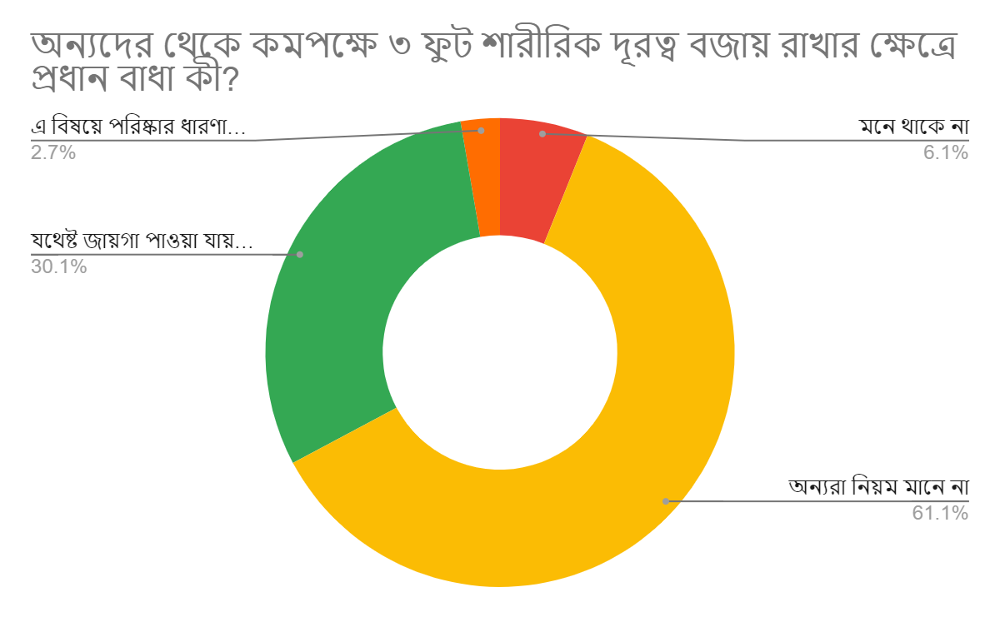 অন্যদের থেকে কমপক্ষে ৩ ফুট শারীরিক দূরত্ব বজায় রাখার ক্ষেত্রে
প্রধান বাধা কী?
এ বিষয়ে পরিষ্কার ধারণা...
2.7%
মনে থাকে না
6.1%
যথেষ্ট জায়গা পাওয়া যায়...
30.1%
অন্যরা নিয়ম মানে না
61.1%